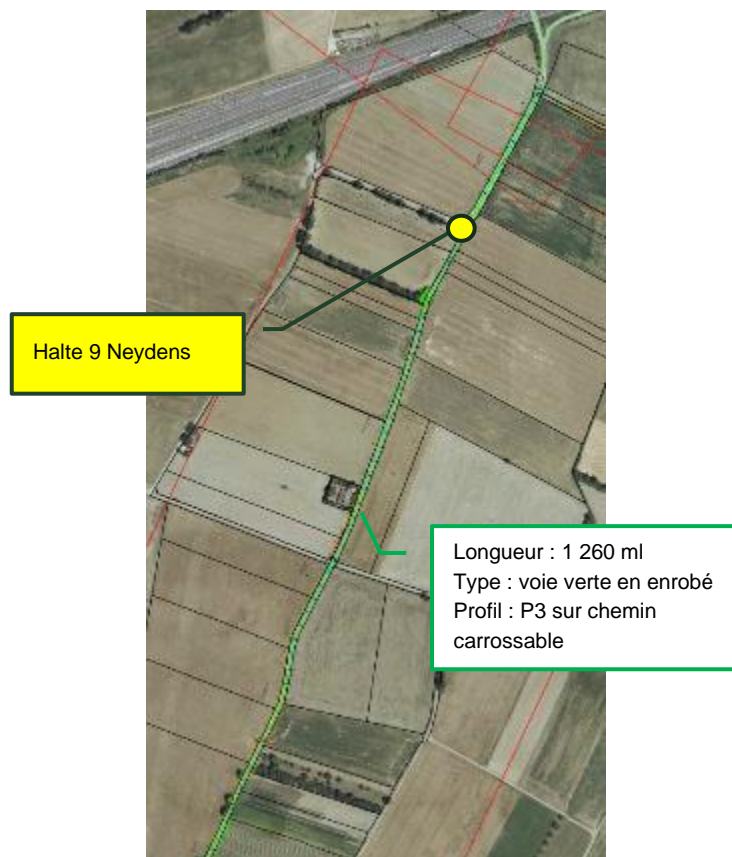 Halte 9 Neydens
Longueur : 1 260 ml
Type : voie verte en enrobé
Profil : P3 sur chemin
carrossable